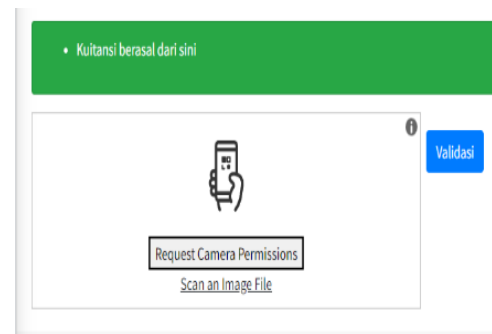 Kuitansi berasal dari sini
Validasi
Request Camera Permissions
Scan an Image File